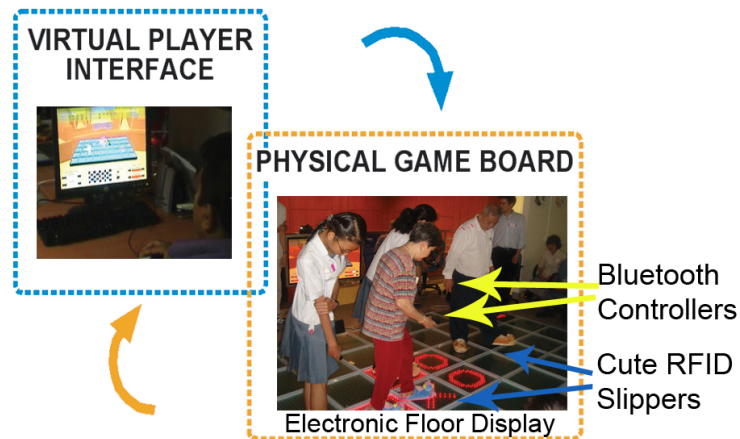 VIRTUAL PLAYER
INTERFACE
PHYSICAL GAME BOARD
Bluetooth
Controllers
Cute RFID
Slippers
Electronic Floor Display